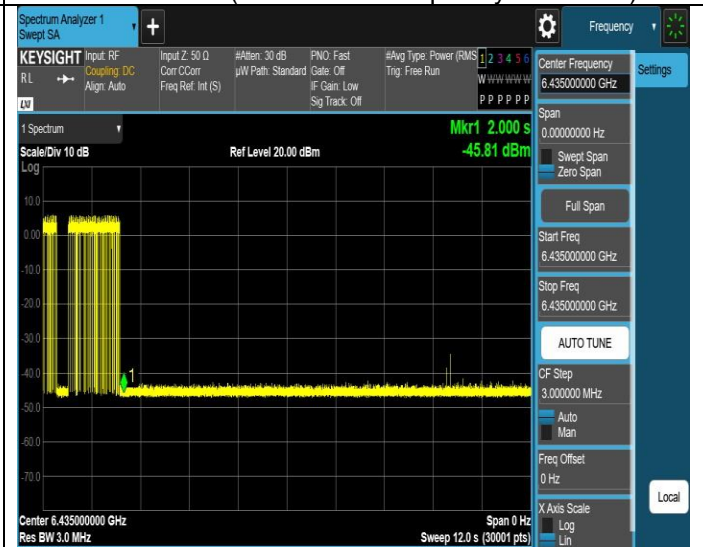 Spectrum Analyzer 1
Swept SA
+
Frequency
KEYSIGHT
RL
LXI
Input: RF
Coupling: DC
Align: Auto
Input Z: 50 Ω
Corr CCorr
Freq Ref: Int (S)
#Atten: 30 dB
µW Path: Standard
PNO: Fast
Gate: Off
IF Gain: Low
Sig Track: Off
#Avg Type: Power (RMS
Trig: Free Run
1 2 3 4 5 6
W W W W W W
P P P P P P
1 Spectrum
Scale/Div 10 dB
Log
Ref Level 20.00 dBm
Mkr1 2.000 s
-45.81 dBm
10.0
0.00
-10.0
-20.0
-30.0
-40.0
-50.0
-60.0
-70.0
1
Center 6.435000000 GHz
Res BW 3.0 MHz
Span 0 Hz
Sweep 12.0 s (30001 pts)
Center Frequency
6.435000000 GHz
Settings
Span
0.00000000 Hz
Swept Span
Zero Span
Full Span
Start Freq
6.435000000 GHz
Stop Freq
6.435000000 GHz
AUTO TUNE
CF Step
3.000000 MHz
Auto
Man
Freq Offset
0 Hz
X Axis Scale
Log
Lin
Local